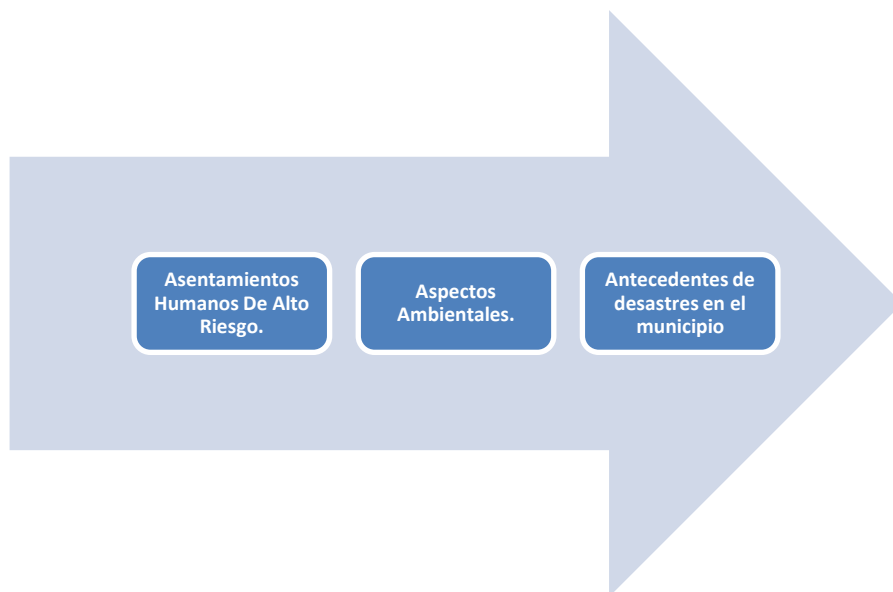 Asentamientos
Humanos De Alto
Riesgo.
Aspectos
Ambientales.
Antecedentes de
desastres en el
municipio